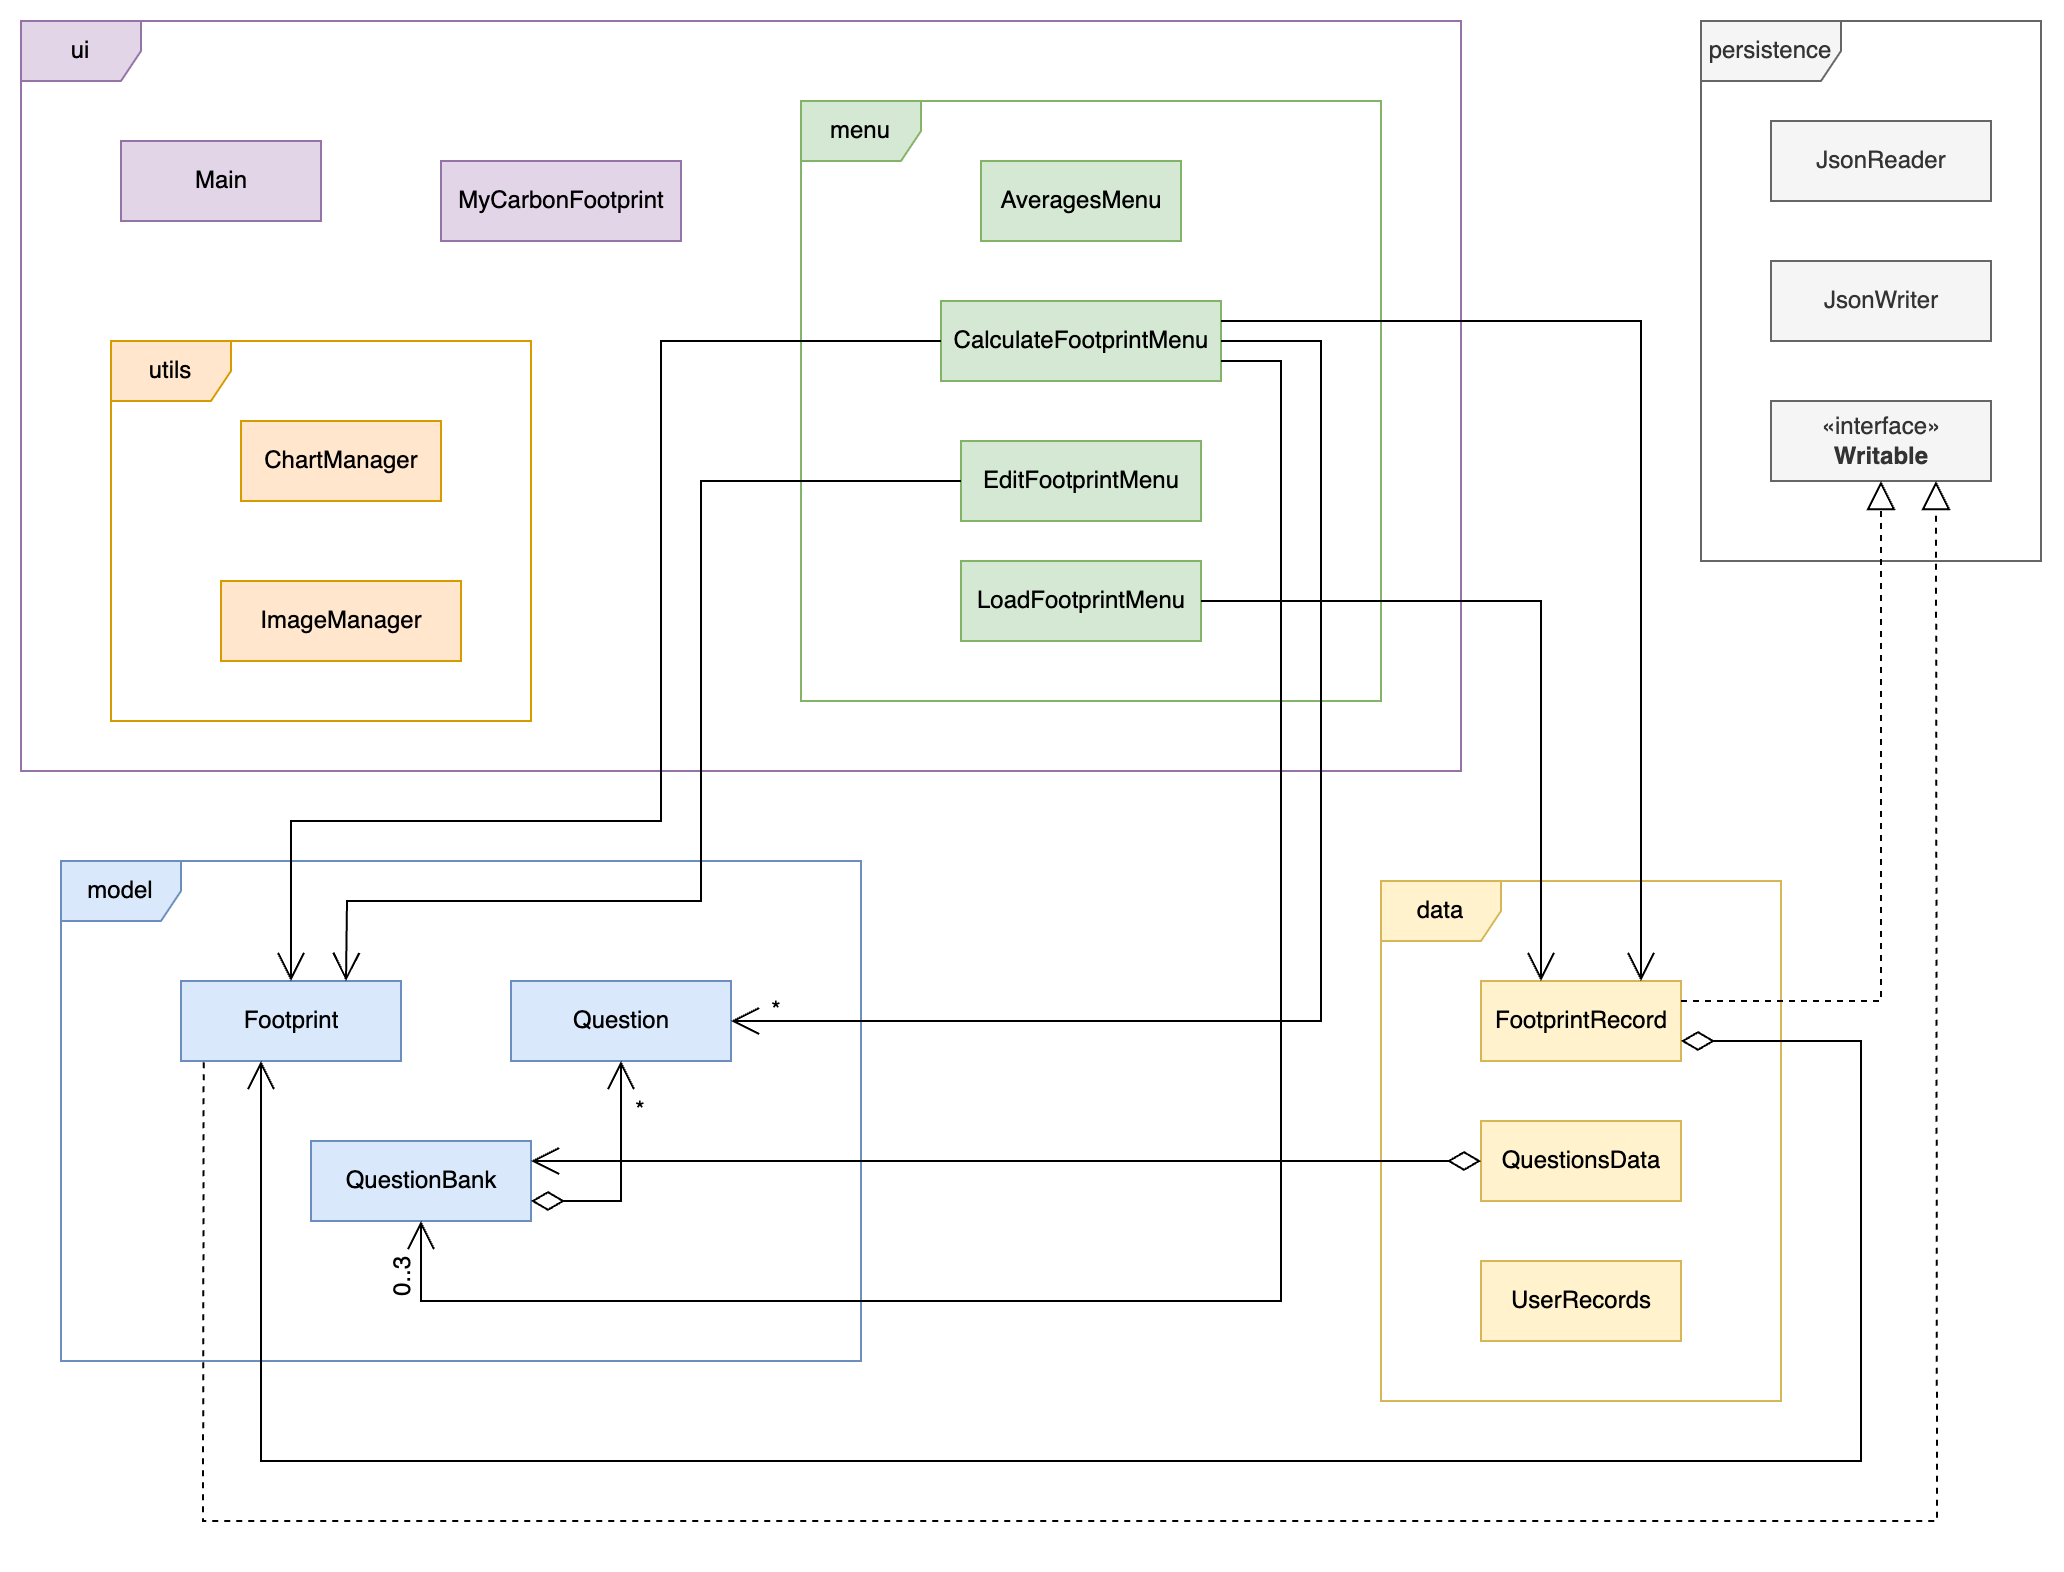 ui
persistence
menu
Main
MyCarbonFootprint
AveragesMenu
JsonReader
CalculateFootprintMenu
JsonWriter
utils
ChartManager
EditFootprintMenu
«interface»
Writable
ImageManager
LoadFootprintMenu
model
data
Footprint
Question
*
FootprintRecord
*
QuestionBank
QuestionsData
0..3
UserRecords